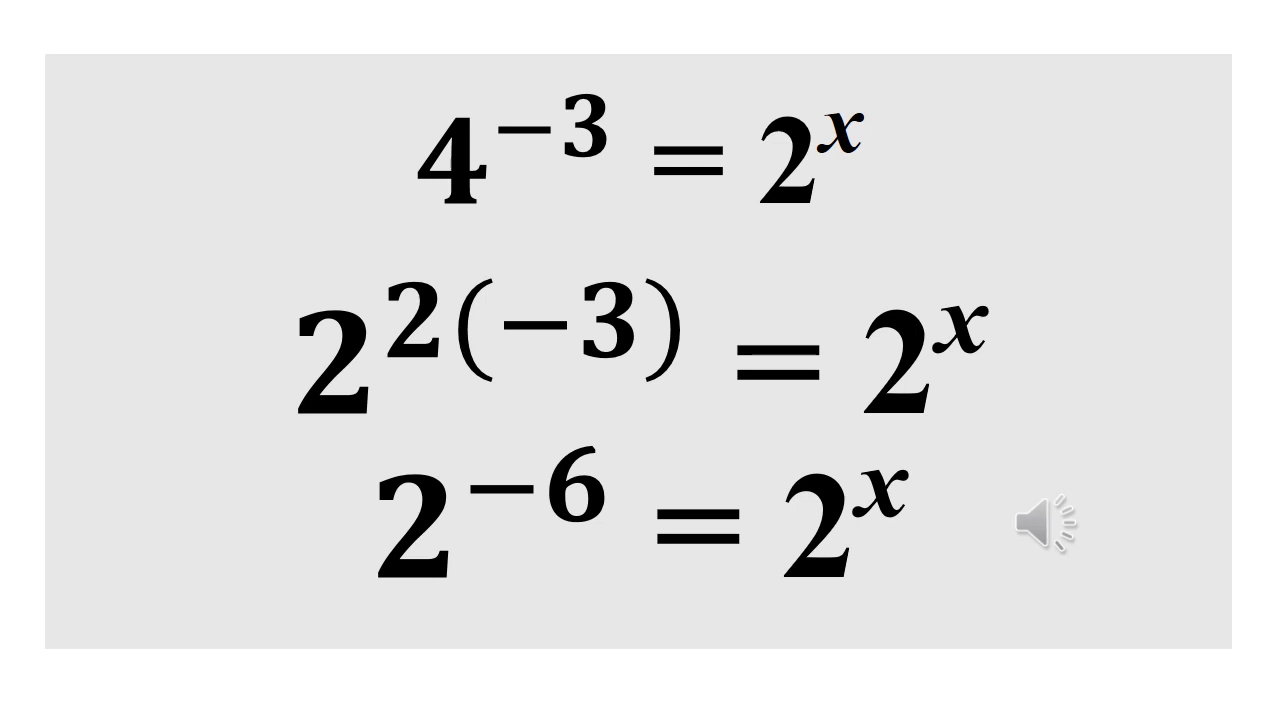 4⁻³ = 2ˣ
2²⁽⁻³⁾ = 2ˣ
2⁻⁶ = 2ˣ